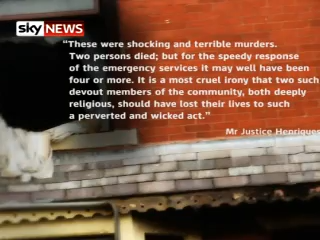 sky NEWS
“These were shocking and terrible murders.
Two persons died; but for the speedy response
of the emergency services it may well have been
four or more. It is a most cruel irony that two such
devout members of the community, both deeply
religious, should have lost their lives to such
a perverted and wicked act.”
Mr Justice Henriques